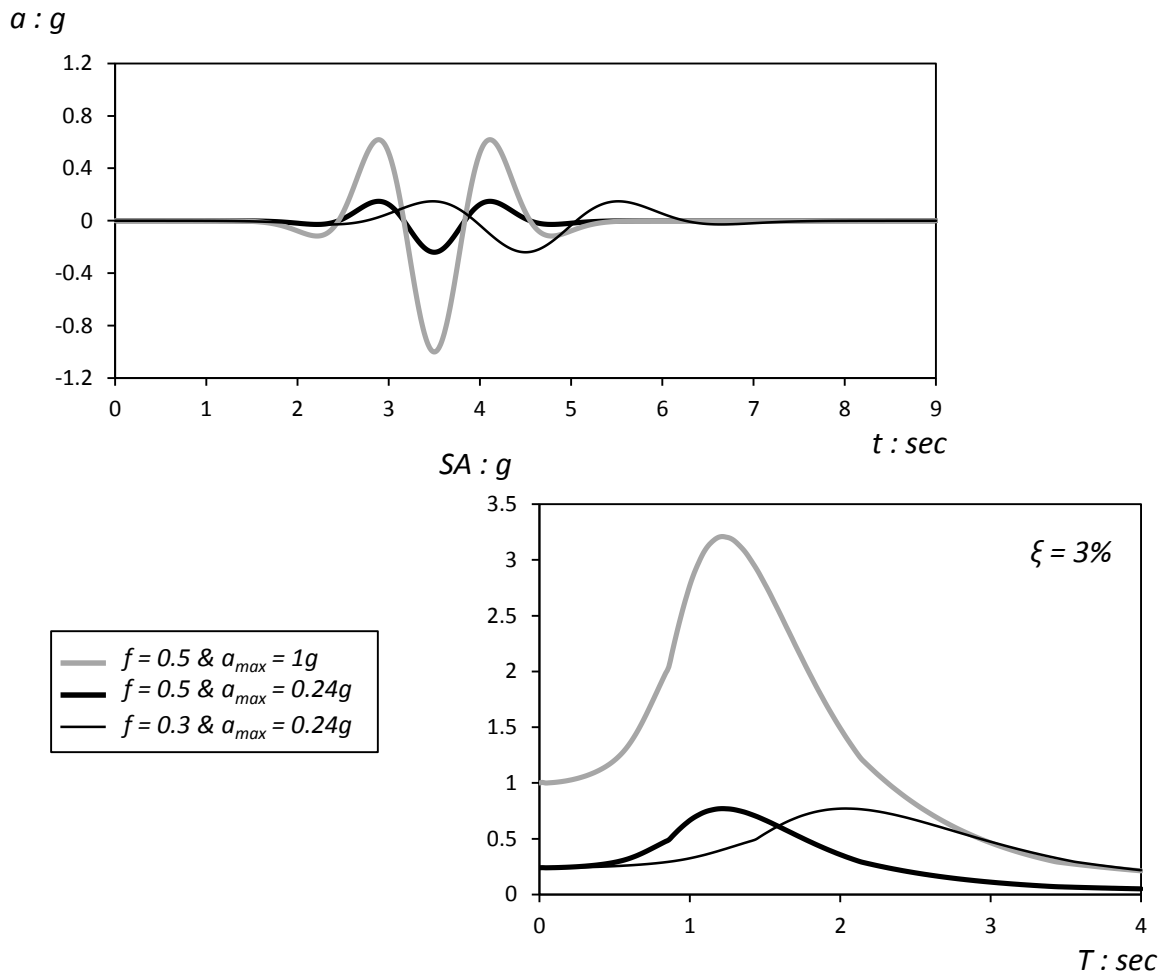 a : g
1.2
0.8
0.4
0
-0.4
-0.8
-1.2
0 1 2 3 4 5 6 7 8 9
t : sec
SA : g
3.5
3
2.5
2
1.5
1
0.5
0
ξ = 3%
0 1 2 3 4
T : sec
f = 0.5 & amax = 1g
f = 0.5 & amax = 0.24g
f = 0.3 & amax = 0.24g